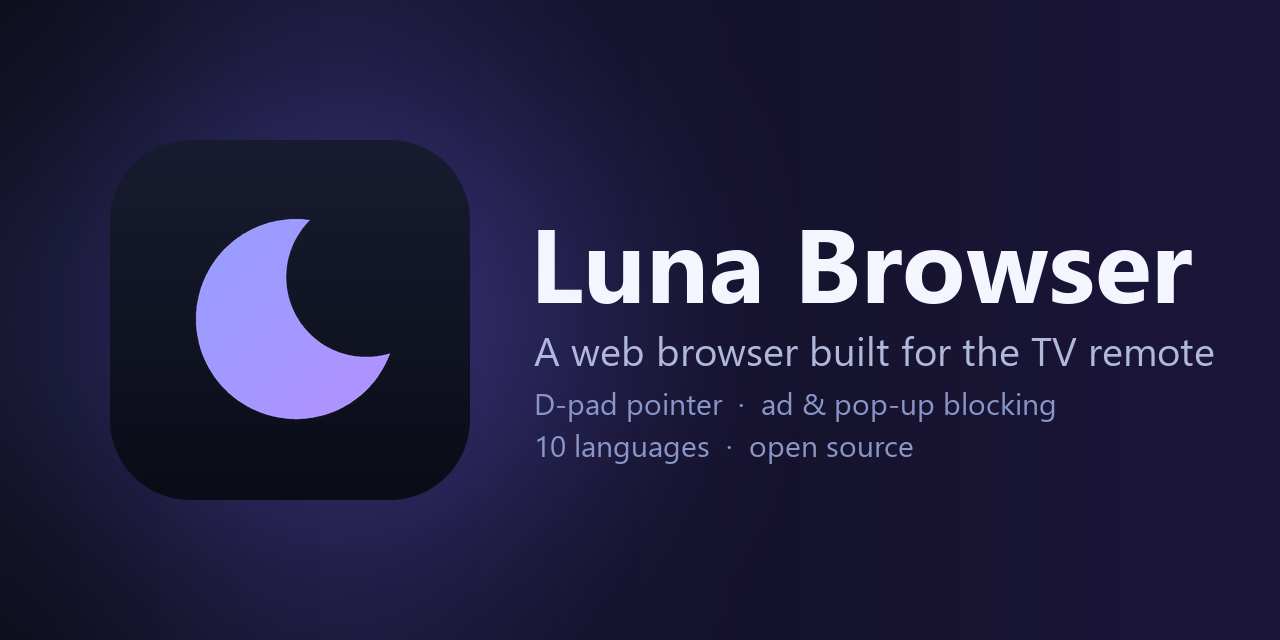 Luna Browser
A web browser built for the TV remote
D-pad pointer · ad & pop-up blocking
10 languages · open source